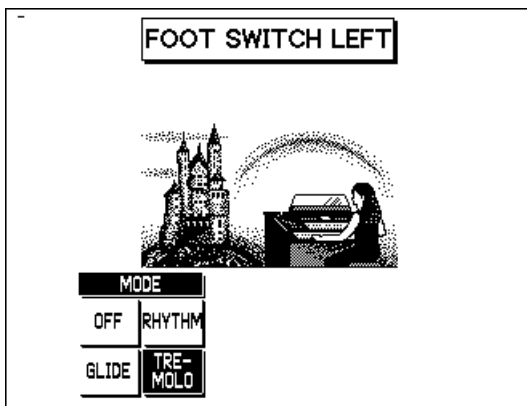 FOOT SWITCH LEFT
MODE
OFF RHYTHM
GLIDE TRE-
MOLO